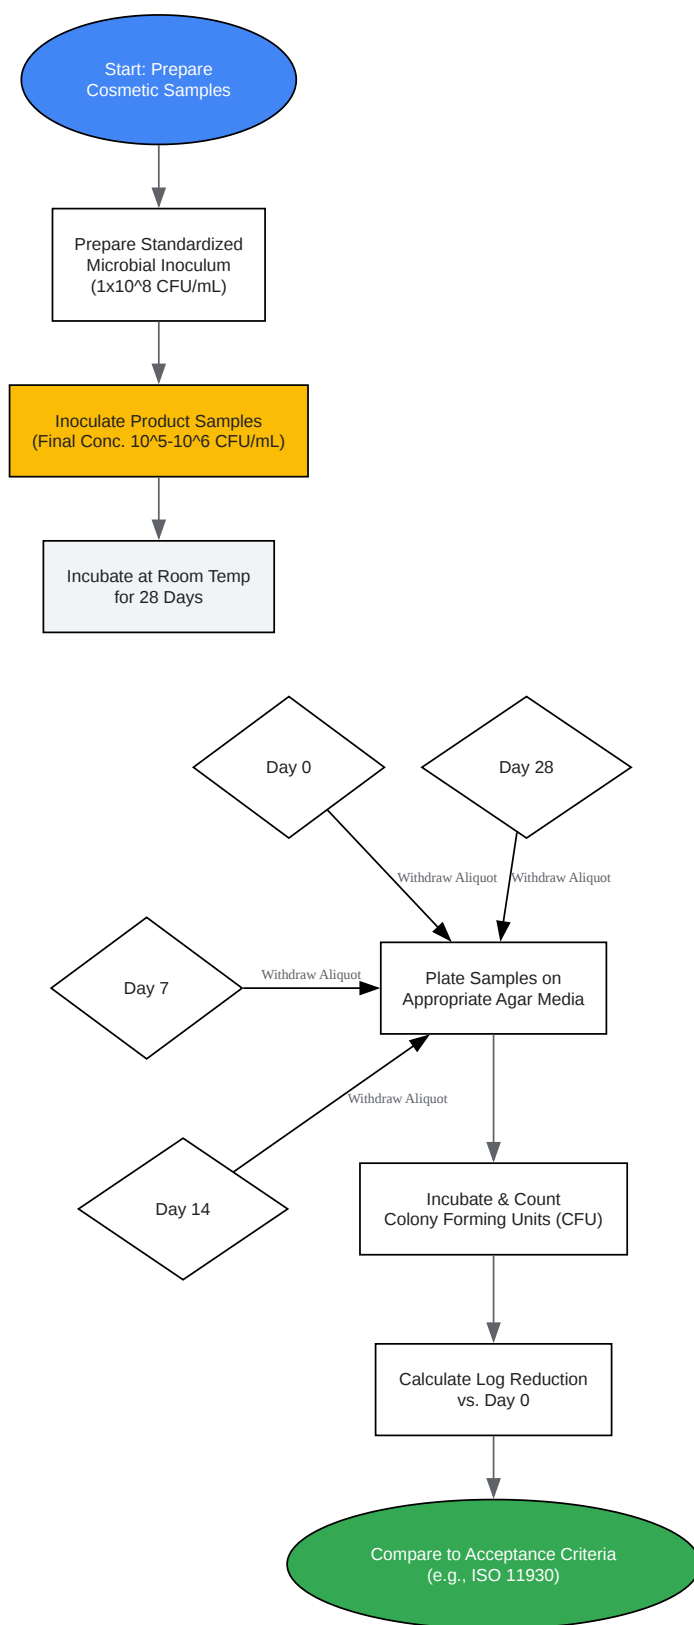 Start: Prepare
Cosmetic Samples
Prepare Standardized
Microbial Inoculum
(1x10^8 CFU/mL)
Inoculate Product Samples
(Final Conc. 10^5-10^6 CFU/mL)
Incubate at Room Temp
for 28 Days
Day 0
Day 28
Withdraw Aliquot
Withdraw Aliquot
Day 7
Withdraw Aliquot
Plate Samples on
Appropriate Agar Media
Withdraw Aliquot
Day 14
Incubate & Count
Colony Forming Units (CFU)
Calculate Log Reduction
vs. Day 0
Compare to Acceptance Criteria
(e.g., ISO 11930)